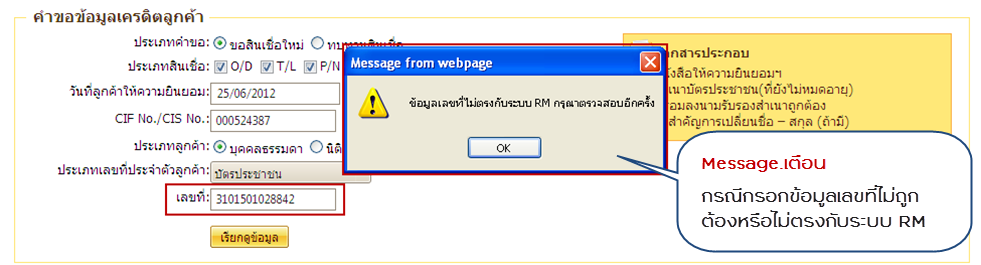 คำขอข้อมูลเครดิตลูกค้า
ประเภทคำขอ: ขอสินเชื่อใหม่
ประเภทสินเชื่อ: O/D T/L P/N
วันที่ลูกค้าให้ความยินยอม: 25/06/2012
CIF No./CIS No.: 000524387
ประเภทลูกค้า: บุคคลธรรมดา นิติ
ประเภทเลขที่ประจำตัวลูกค้า: บัตรประชาชน
เลขที่: 3101501028842
เรียกดูข้อมูล
Message from webpage
ข้อมูลเลขที่ไม่ตรงกับระบบ RM กรุณาตรวจสอบอีกครั้ง
OK
กสารประกอบ
งสือให้ความยินยอมฯ
เนาบัตรประชาชน(ที่ยังไม่หมดอายุ)
อมลงนามรับรองสำเนาถูกต้อง
สำคัญการเปลี่ยนชื่อ – สกุล (ถ้ามี)
Message.เตือน
กรณีกรอกข้อมูลเลขที่ไม่ถูก
ต้องหรือไม่ตรงกับระบบ RM